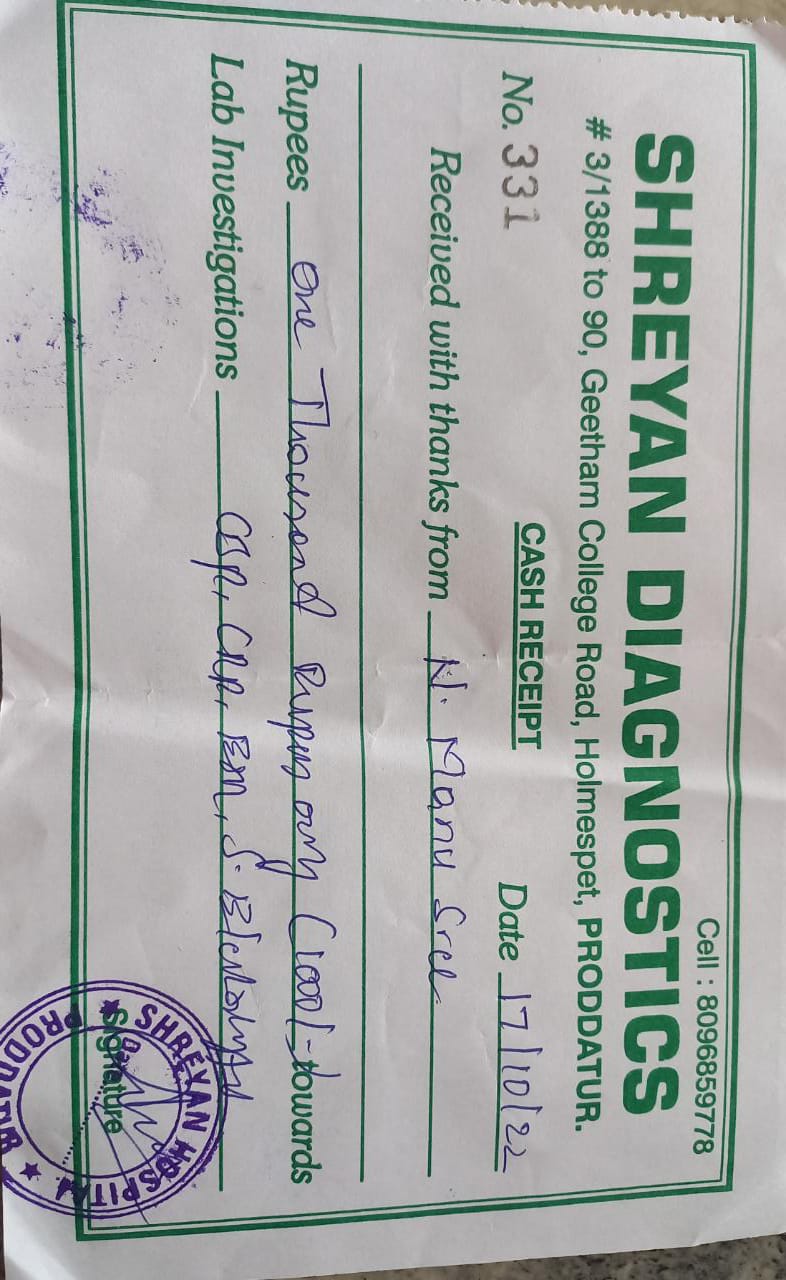 Cell : 8096859778
SHREYAN DIAGNOSTICS
# 3/1388 to 90, Geetham College Road, Holmespet, PRODDATUR.
CASH RECEIPT
No. 331
Date 17/10/22
Received with thanks from N. Manu Sree
Rupees One Thousand Rupees only (1000/- towards
Lab Investigations CBP, CRP, S.
SHREYAN HOSPITAL
Signature
PRODDATUR